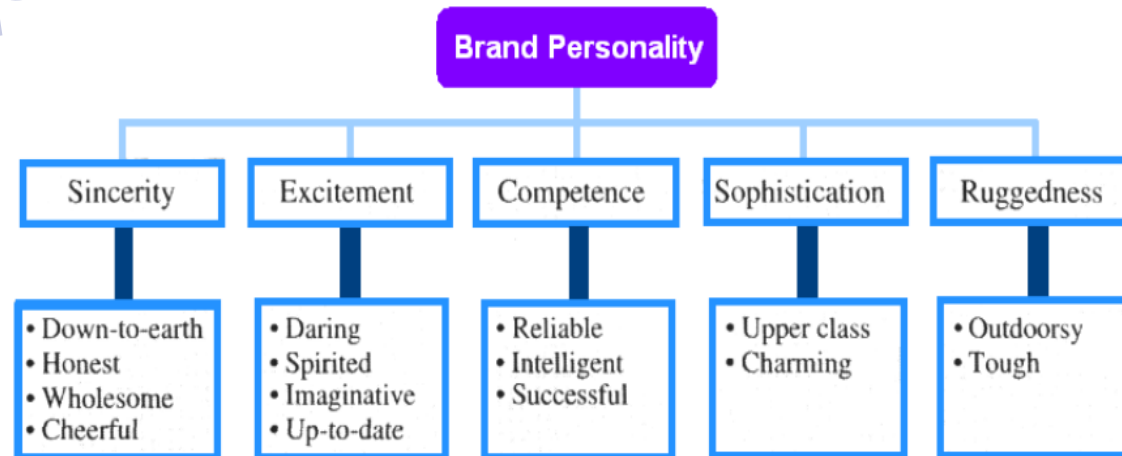 Brand Personality
Sincerity
Excitement
Competence
Sophistication
Ruggedness
• Down-to-earth
• Honest
• Wholesome
• Cheerful
• Daring
• Spirited
• Imaginative
• Up-to-date
• Reliable
• Intelligent
• Successful
• Upper class
• Charming
• Outdoorsy
• Tough